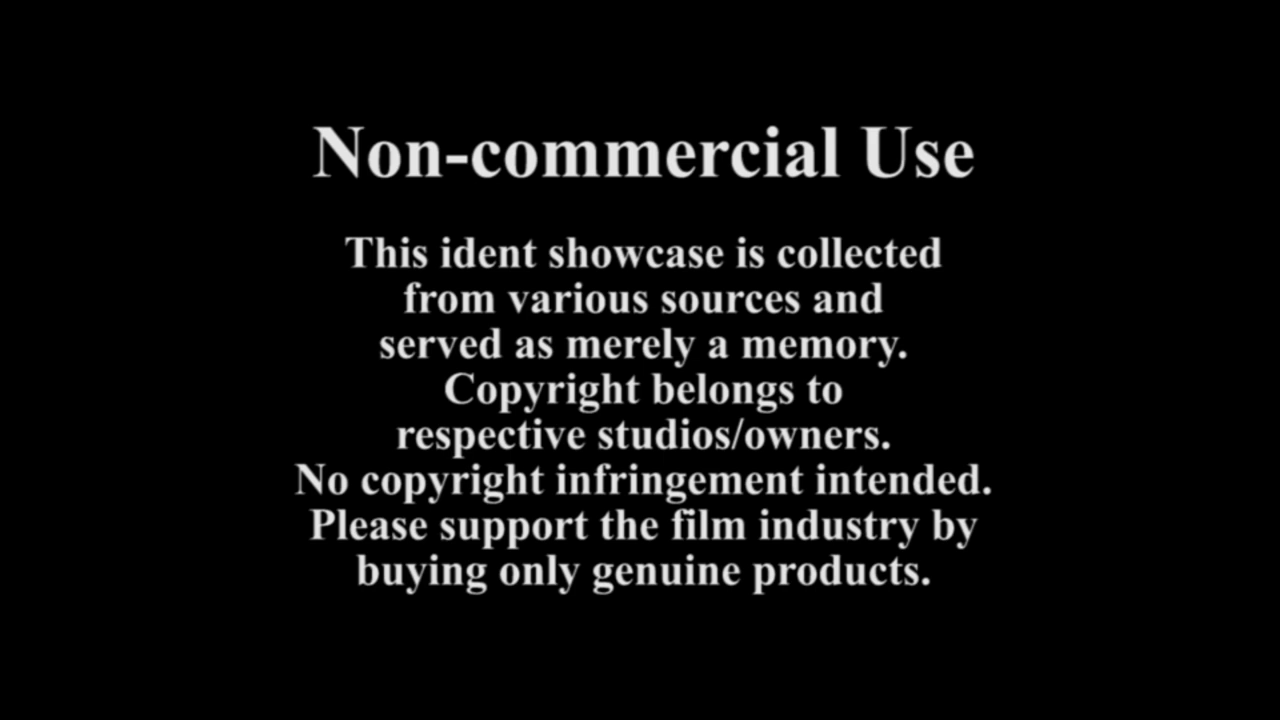 Non-commercial Use
This ident showcase is collected
from various sources and
served as merely a memory.
Copyright belongs to
respective studios/owners.
No copyright infringement intended.
Please support the film industry by
buying only genuine products.